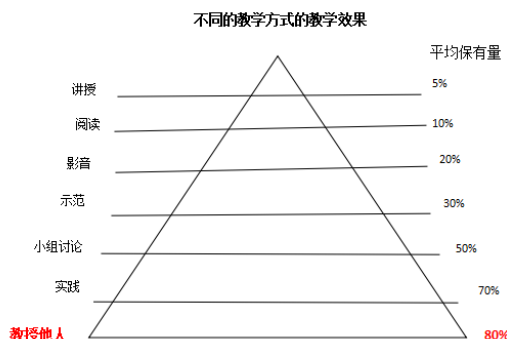 不同的教学方式的教学效果
平均保有量
讲授 5%
阅读 10%
影音 20%
示范 30%
小组讨论 50%
实践 70%
教授他人 80%